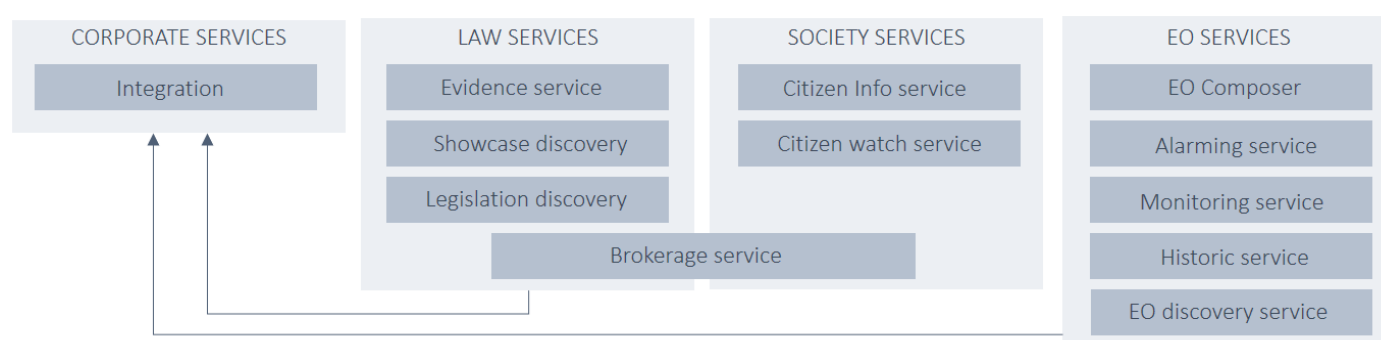 CORPORATE SERVICES
Integration
LAW SERVICES
Evidence service
Showcase discovery
Legislation discovery
Brokerage service
SOCIETY SERVICES
Citizen Info service
Citizen watch service
EO SERVICES
EO Composer
Alarming service
Monitoring service
Historic service
EO discovery service